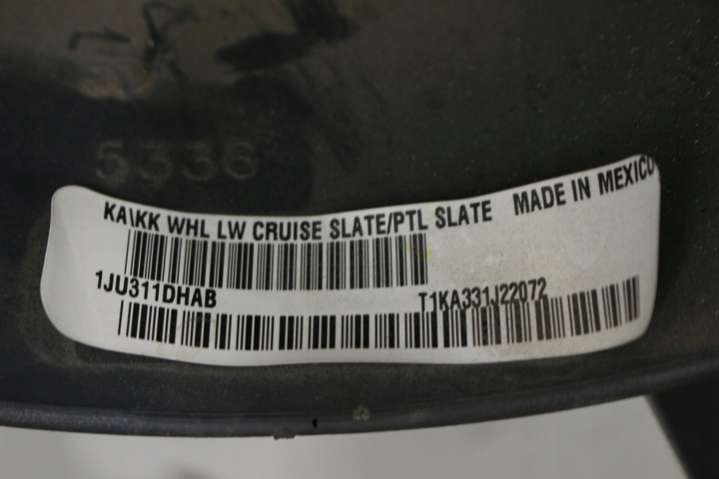 5336
KA\KK WHL LW CRUISE SLATE/PTL SLATE MADE IN MEXICO
1JU311DHAB T1KA331J22072